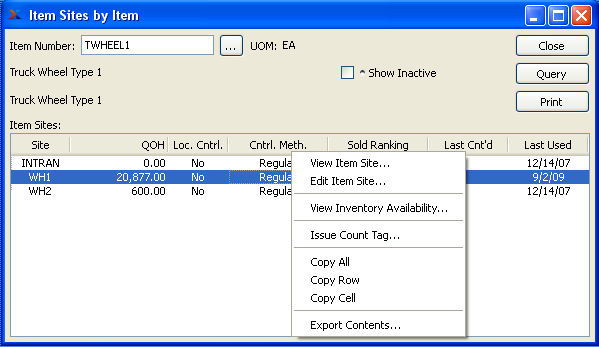 Item Sites by Item
Item Number: TWHEEL1 ... UOM: EA Close
Truck Wheel Type 1 ^ Show Inactive Query
Truck Wheel Type 1 Print
Item Sites:
Site QOH Loc. Cntrl. Cntrl. Meth. Sold Ranking Last Cnt'd Last Used
INTRAN 0.00 No Regula 12/14/07
WH1 20,877.00 No Regula 9/2/09
WH2 600.00 No Regula 12/14/07
View Item Site...
Edit Item Site...
View Inventory Availability...
Issue Count Tag...
Copy All
Copy Row
Copy Cell
Export Contents...